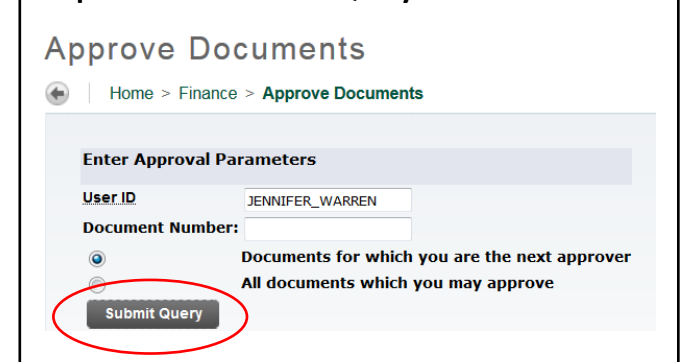 Approve Documents
Home > Finance > Approve Documents
Enter Approval Parameters
User ID JENNIFER_WARREN
Document Number:
Documents for which you are the next approver
All documents which you may approve
Submit Query